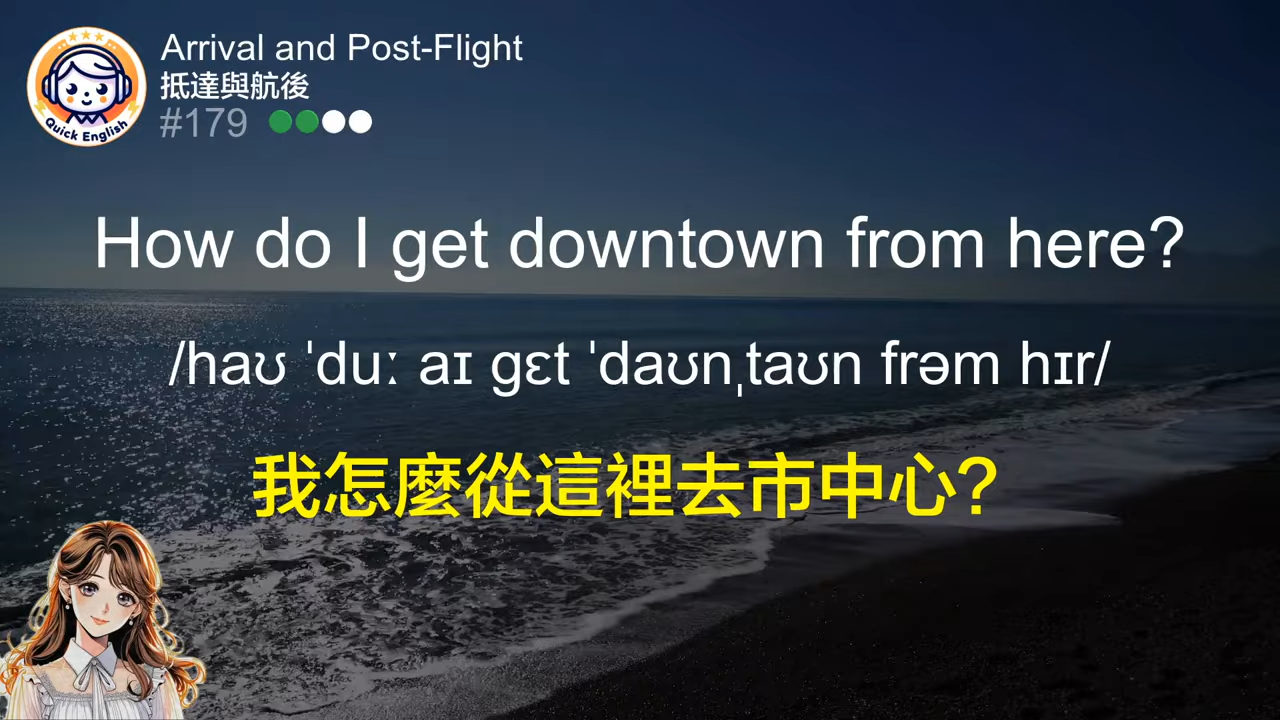 Arrival and Post-Flight
抵達與航後
#179
Quick English
How do I get downtown from here?
/haʊ ˈduː aɪ gɛt ˈdaʊnˌtaʊn frəm hɪr/
我怎麼從這裡去市中心?